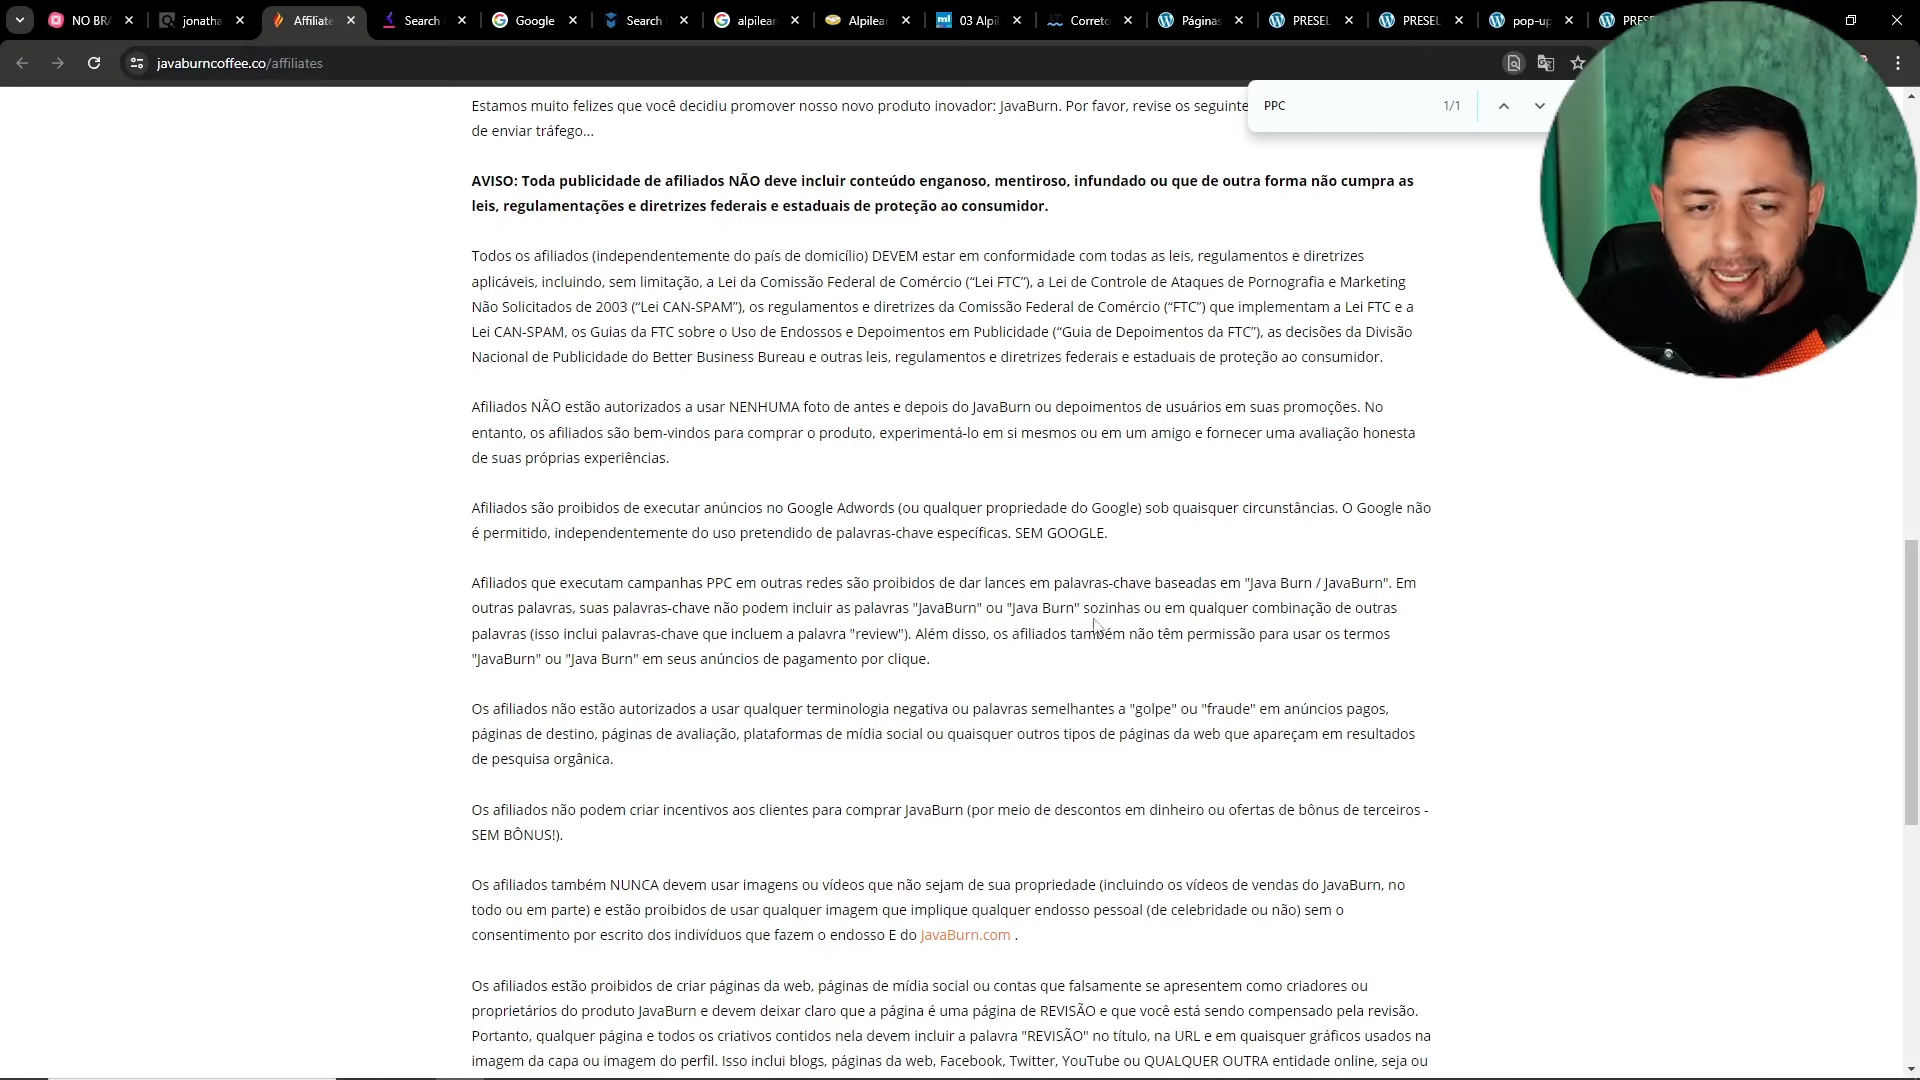 NO BRA
jonatha
Affiliate
Search
Google
Search
alpilear
Alpilear
03 Alpil
Correto
Páginas
PRESEL
PRESEL
pop-up
PRES
javaburncoffee.co/affiliates
PPC 1/1
Estamos muito felizes que você decidiu promover nosso novo produto inovador: JavaBurn. Por favor, revise os seguinte
de enviar tráfego...
AVISO: Toda publicidade de afiliados NÃO deve incluir conteúdo enganoso, mentiroso, infundado ou que de outra forma não cumpra as
leis, regulamentações e diretrizes federais e estaduais de proteção ao consumidor.
Todos os afiliados (independentemente do país de domicílio) DEVEM estar em conformidade com todas as leis, regulamentos e diretrizes
aplicáveis, incluindo, sem limitação, a Lei da Comissão Federal de Comércio (“Lei FTC”), a Lei de Controle de Ataques de Pornografia e Marketing
Não Solicitados de 2003 (“Lei CAN-SPAM”), os regulamentos e diretrizes da Comissão Federal de Comércio (“FTC”) que implementam a Lei FTC e a
Lei CAN-SPAM, os Guias da FTC sobre o Uso de Endossos e Depoimentos em Publicidade (“Guia de Depoimentos da FTC”), as decisões da Divisão
Nacional de Publicidade do Better Business Bureau e outras leis, regulamentos e diretrizes federais e estaduais de proteção ao consumidor.
Afiliados NÃO estão autorizados a usar NENHUMA foto de antes e depois do JavaBurn ou depoimentos de usuários em suas promoções. No
entanto, os afiliados são bem-vindos para comprar o produto, experimentá-lo em si mesmos ou em um amigo e fornecer uma avaliação honesta
de suas próprias experiências.
Afiliados são proibidos de executar anúncios no Google Adwords (ou qualquer propriedade do Google) sob quaisquer circunstâncias. O Google não
é permitido, independentemente do uso pretendido de palavras-chave específicas. SEM GOOGLE.
Afiliados que executam campanhas PPC em outras redes são proibidos de dar lances em palavras-chave baseadas em "Java Burn / JavaBurn". Em
outras palavras, suas palavras-chave não podem incluir as palavras "JavaBurn" ou "Java Burn" sozinhas ou em qualquer combinação de outras
palavras (isso inclui palavras-chave que incluem a palavra "review"). Além disso, os afiliados também não têm permissão para usar os termos
"JavaBurn" ou "Java Burn" em seus anúncios de pagamento por clique.
Os afiliados não estão autorizados a usar qualquer terminologia negativa ou palavras semelhantes a "golpe" ou "fraude" em anúncios pagos,
páginas de destino, páginas de avaliação, plataformas de mídia social ou quaisquer outros tipos de páginas da web que apareçam em resultados
de pesquisa orgânica.
Os afiliados não podem criar incentivos aos clientes para comprar JavaBurn (por meio de descontos em dinheiro ou ofertas de bônus de terceiros -
SEM BÔNUS!).
Os afiliados também NUNCA devem usar imagens ou vídeos que não sejam de sua propriedade (incluindo os vídeos de vendas do JavaBurn, no
todo ou em parte) e estão proibidos de usar qualquer imagem que implique qualquer endosso pessoal (de celebridade ou não) sem o
consentimento por escrito dos indivíduos que fazem o endosso E do JavaBurn.com .
Os afiliados estão proibidos de criar páginas da web, páginas de mídia social ou contas que falsamente se apresentem como criadores ou
proprietários do produto JavaBurn e devem deixar claro que a página é uma página de REVISÃO e que você está sendo compensado pela revisão.
Portanto, qualquer página e todos os criativos contidos nela devem incluir a palavra "REVISÃO" no título, na URL e em quaisquer gráficos usados na
imagem da capa ou imagem do perfil. Isso inclui blogs, páginas da web, Facebook, Twitter, YouTube ou QUALQUER OUTRA entidade online, seja ou